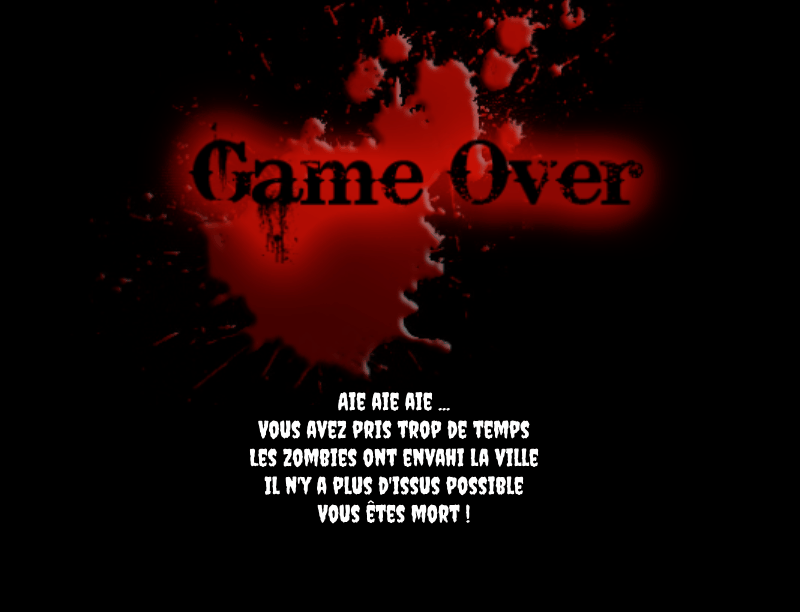 Game Over
AIE AIE AIE ...
VOUS AVEZ PRIS TROP DE TEMPS
LES ZOMBIES ONT ENVAHI LA VILLE
IL N'Y A PLUS D'ISSUS POSSIBLE
VOUS ÊTES MORT !